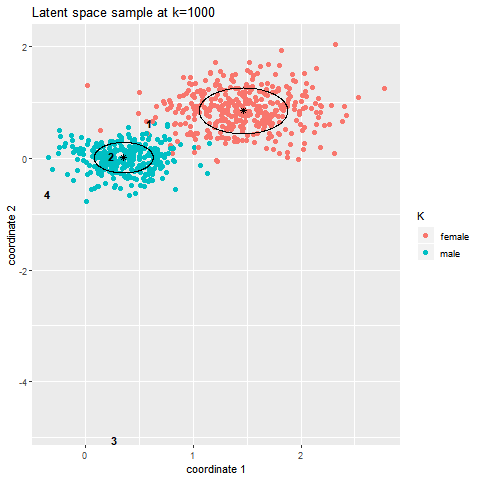 Latent space sample at k=1000
2
0
-2
-4
coordinate 2
1
2
4
3
0
1
2
coordinate 1
K
female
male